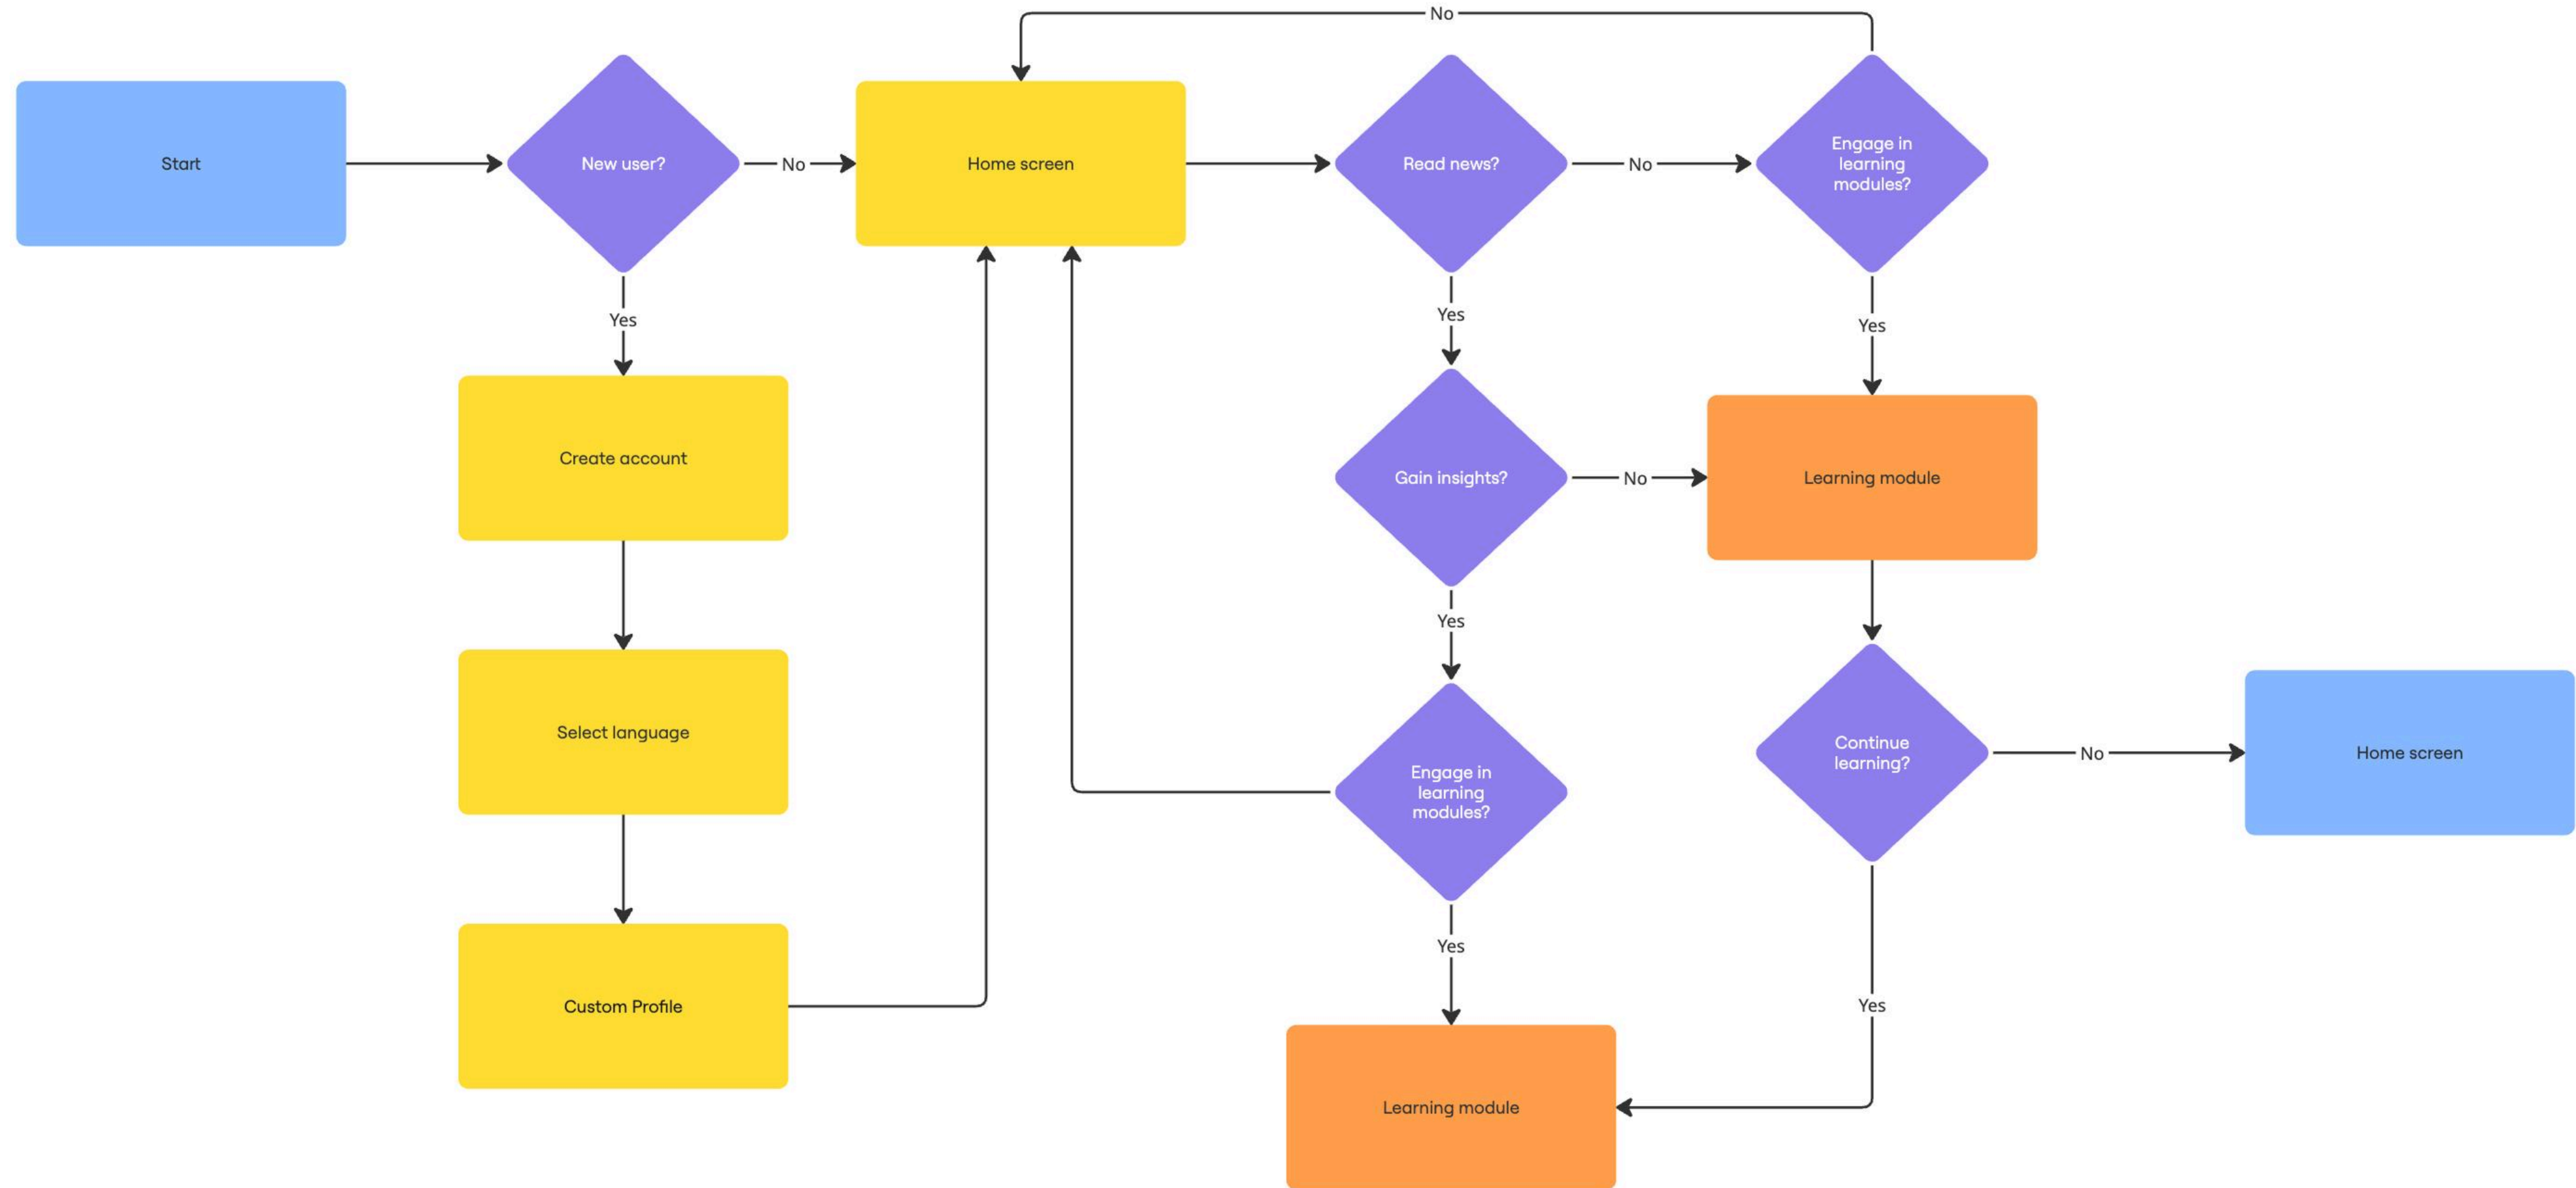 No
Start
New user?
No
Home screen
Read news?
No
Engage in
learning
modules?
Yes
Yes
Yes
Create account
Gain insights?
No
Learning module
Yes
Select language
Engage in
learning
modules?
Continue
learning?
No
Home screen
Yes
Custom Profile
Yes
Learning module